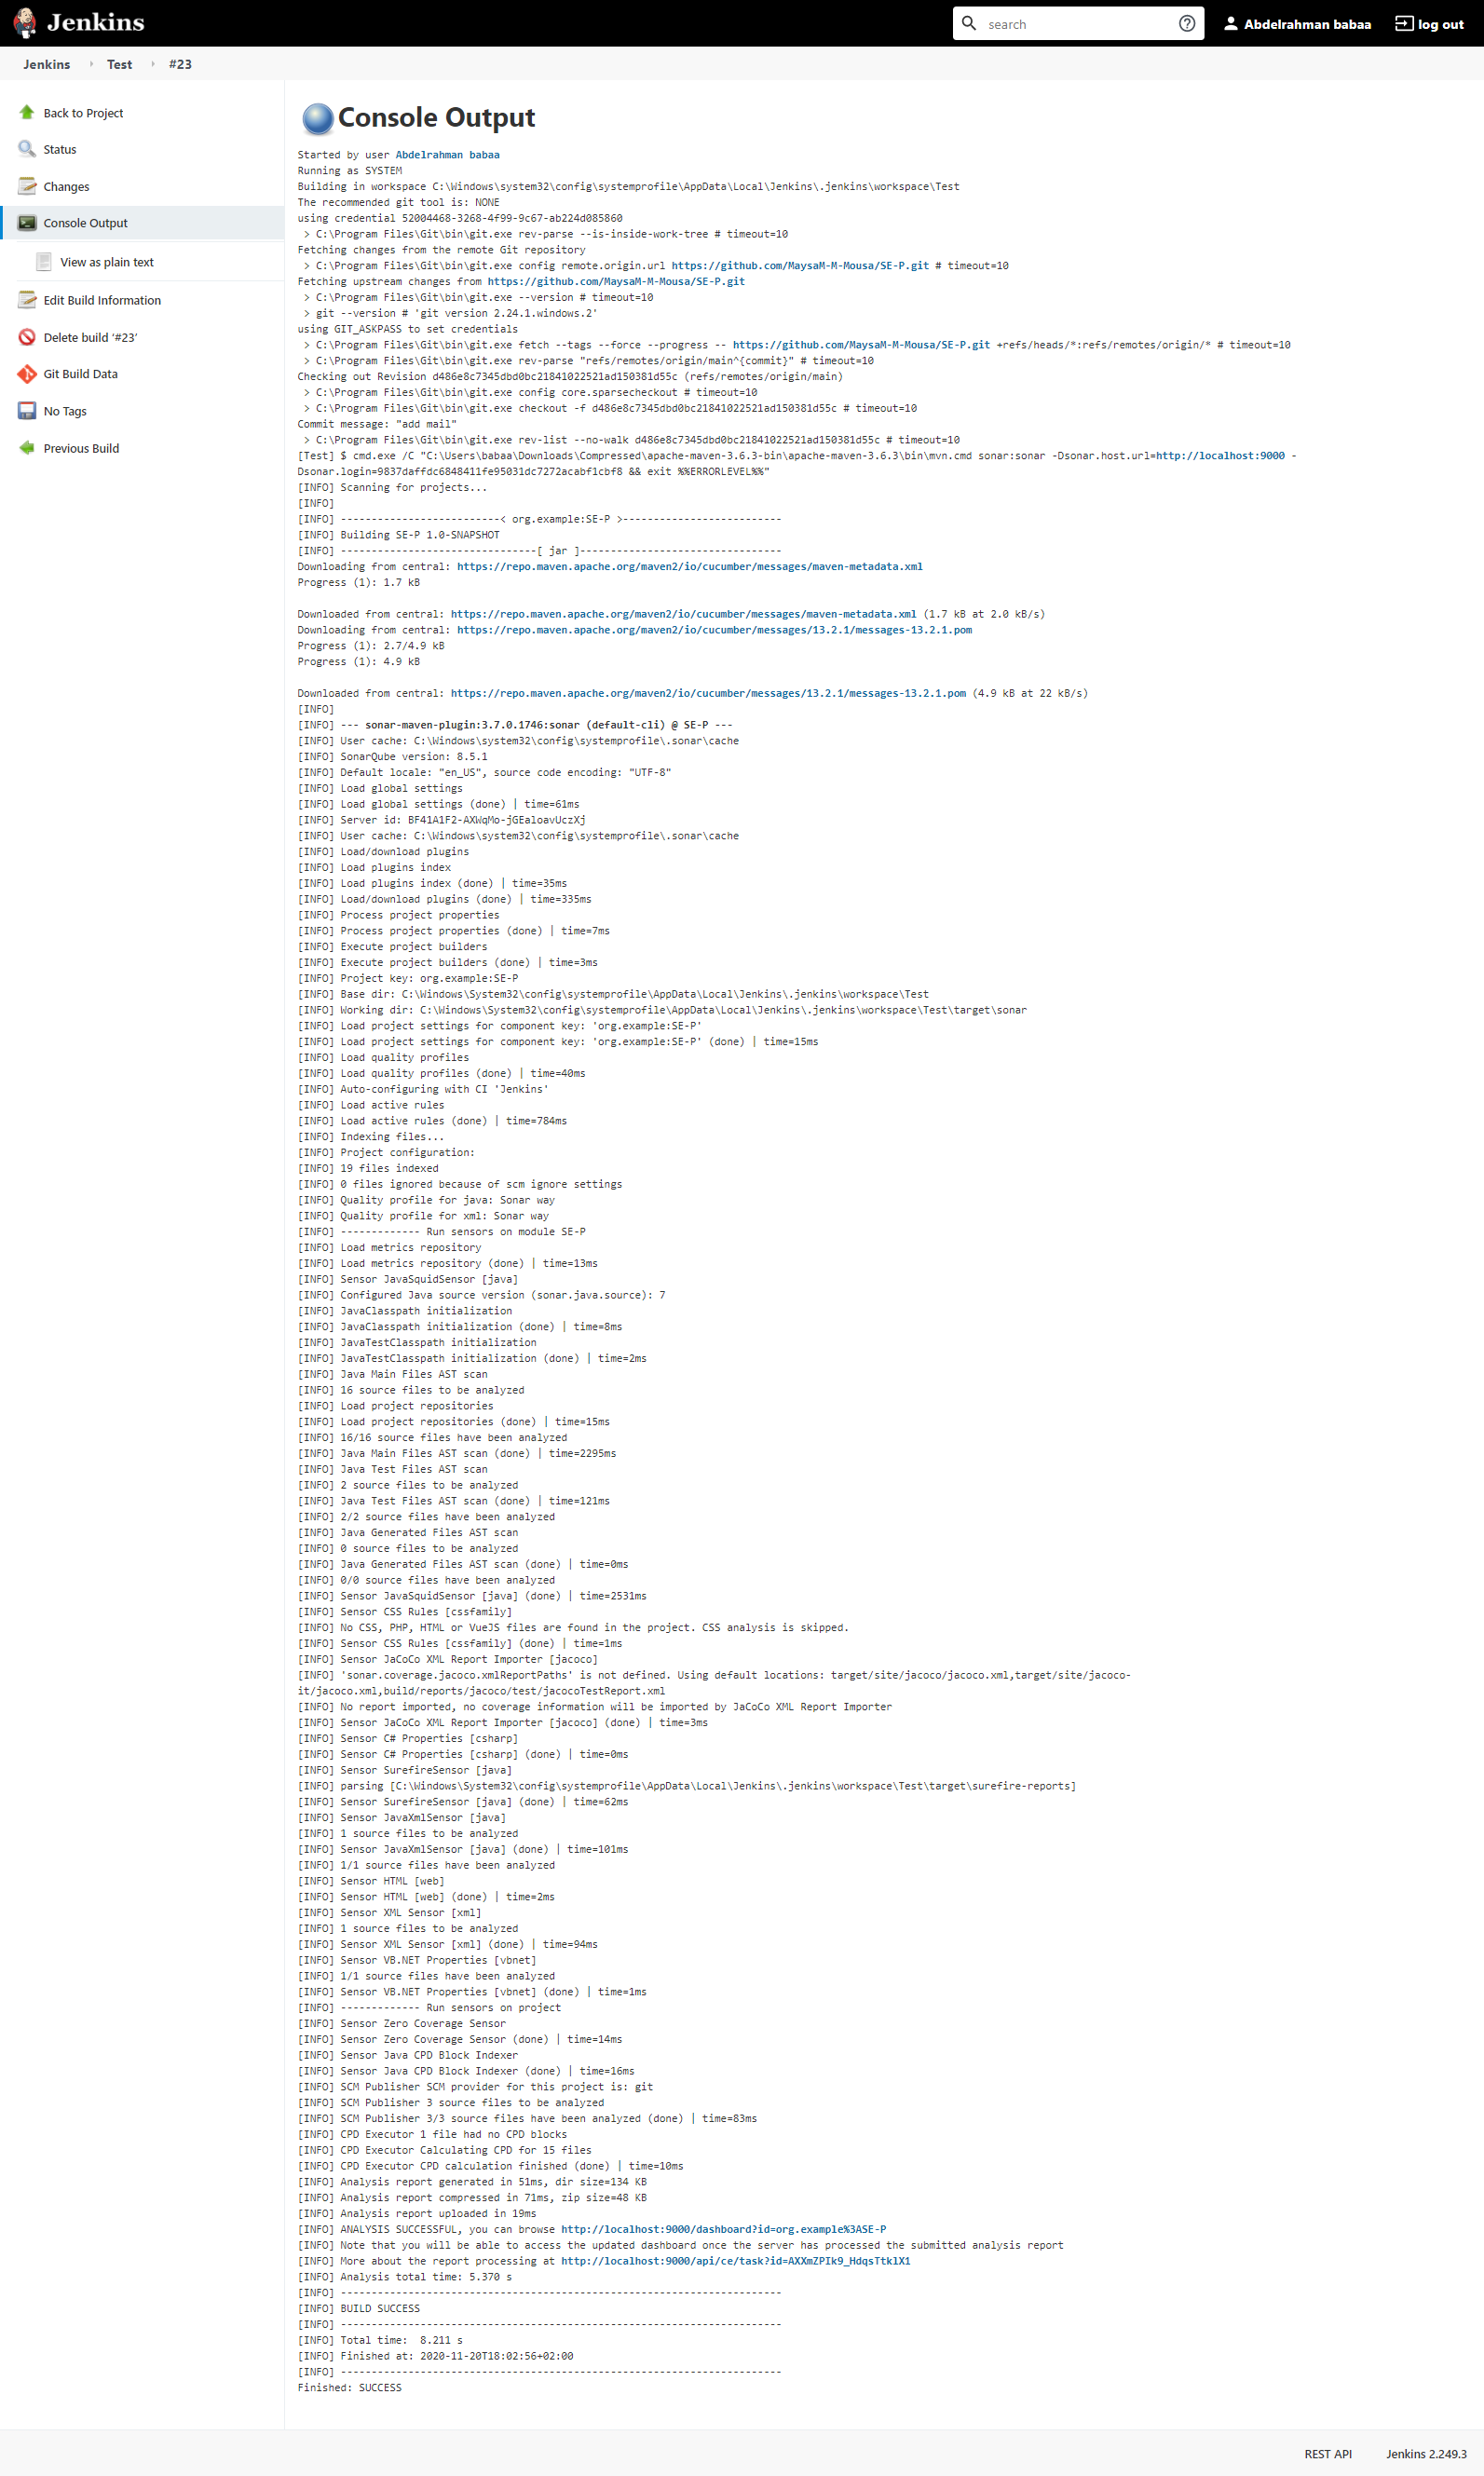 Jenkins
search
Abdelrahman babaa
log out
Jenkins
Test
#23
Back to Project
Status
Changes
Console Output
View as plain text
Edit Build Information
Delete build ‘#23’
Git Build Data
No Tags
Previous Build
Console Output
Started by user Abdelrahman babaa
Running as SYSTEM
Building in workspace C:\Windows\system32\config\systemprofile\AppData\Local\Jenkins\.jenkins\workspace\Test
The recommended git tool is: NONE
using credential 52004468-3268-4f99-9c67-ab224d085860
> C:\Program Files\Git\bin\git.exe rev-parse --is-inside-work-tree # timeout=10
Fetching changes from the remote Git repository
> C:\Program Files\Git\bin\git.exe config remote.origin.url https://github.com/MaysaM-M-Mousa/SE-P.git # timeout=10
Fetching upstream changes from https://github.com/MaysaM-M-Mousa/SE-P.git
> C:\Program Files\Git\bin\git.exe --version # timeout=10
> git --version # 'git version 2.24.1.windows.2'
using GIT_ASKPASS to set credentials
> C:\Program Files\Git\bin\git.exe fetch --tags --force --progress -- https://github.com/MaysaM-M-Mousa/SE-P.git +refs/heads/*:refs/remotes/origin/* # timeout=10
> C:\Program Files\Git\bin\git.exe rev-parse "refs/remotes/origin/main^{commit}" # timeout=10
Checking out Revision d486e8c7345dbd0bc21841022521ad150381d55c (refs/remotes/origin/main)
> C:\Program Files\Git\bin\git.exe config core.sparsecheckout # timeout=10
> C:\Program Files\Git\bin\git.exe checkout -f d486e8c7345dbd0bc21841022521ad150381d55c # timeout=10
Commit message: "add mail"
> C:\Program Files\Git\bin\git.exe rev-list --no-walk d486e8c7345dbd0bc21841022521ad150381d55c # timeout=10
[Test] $ cmd.exe /C "C:\Users\babaa\Downloads\Compressed\apache-maven-3.6.3-bin\apache-maven-3.6.3\bin\mvn.cmd sonar:sonar -Dsonar.host.url=http://localhost:9000 -
Dsonar.login=9837daffdc6848411fe95031dc7272acabf1cbf8 && exit %%ERRORLEVEL%%"
[INFO] Scanning for projects...
[INFO]
[INFO] --------------------------< org.example:SE-P >--------------------------
[INFO] Building SE-P 1.0-SNAPSHOT
[INFO] --------------------------------[ jar ]---------------------------------
Downloading from central: https://repo.maven.apache.org/maven2/io/cucumber/messages/maven-metadata.xml
Progress (1): 1.7 kB
Downloaded from central: https://repo.maven.apache.org/maven2/io/cucumber/messages/maven-metadata.xml (1.7 kB at 2.0 kB/s)
Downloading from central: https://repo.maven.apache.org/maven2/io/cucumber/messages/13.2.1/messages-13.2.1.pom
Progress (1): 2.7/4.9 kB
Progress (1): 4.9 kB
Downloaded from central: https://repo.maven.apache.org/maven2/io/cucumber/messages/13.2.1/messages-13.2.1.pom (4.9 kB at 22 kB/s)
[INFO]
[INFO] --- sonar-maven-plugin:3.7.0.1746:sonar (default-cli) @ SE-P ---
[INFO] User cache: C:\Windows\system32\config\systemprofile\.sonar\cache
[INFO] SonarQube version: 8.5.1
[INFO] Default locale: "en_US", source code encoding: "UTF-8"
[INFO] Load global settings
[INFO] Load global settings (done) | time=61ms
[INFO] Server id: BF41A1F2-AXWqMo-jGEaloavUczXj
[INFO] User cache: C:\Windows\system32\config\systemprofile\.sonar\cache
[INFO] Load/download plugins
[INFO] Load plugins index
[INFO] Load plugins index (done) | time=35ms
[INFO] Load/download plugins (done) | time=335ms
[INFO] Process project properties
[INFO] Process project properties (done) | time=7ms
[INFO] Execute project builders
[INFO] Execute project builders (done) | time=3ms
[INFO] Project key: org.example:SE-P
[INFO] Base dir: C:\Windows\System32\config\systemprofile\AppData\Local\Jenkins\.jenkins\workspace\Test
[INFO] Working dir: C:\Windows\System32\config\systemprofile\AppData\Local\Jenkins\.jenkins\workspace\Test\target\sonar
[INFO] Load project settings for component key: 'org.example:SE-P'
[INFO] Load project settings for component key: 'org.example:SE-P' (done) | time=15ms
[INFO] Load quality profiles
[INFO] Load quality profiles (done) | time=40ms
[INFO] Auto-configuring with CI 'Jenkins'
[INFO] Load active rules
[INFO] Load active rules (done) | time=784ms
[INFO] Indexing files...
[INFO] Project configuration:
[INFO] 19 files indexed
[INFO] 0 files ignored because of scm ignore settings
[INFO] Quality profile for java: Sonar way
[INFO] Quality profile for xml: Sonar way
[INFO] ------------- Run sensors on module SE-P
[INFO] Load metrics repository
[INFO] Load metrics repository (done) | time=13ms
[INFO] Sensor JavaSquidSensor [java]
[INFO] Configured Java source version (sonar.java.source): 7
[INFO] JavaClasspath initialization
[INFO] JavaClasspath initialization (done) | time=8ms
[INFO] JavaTestClasspath initialization
[INFO] JavaTestClasspath initialization (done) | time=2ms
[INFO] Java Main Files AST scan
[INFO] 16 source files to be analyzed
[INFO] Load project repositories
[INFO] Load project repositories (done) | time=15ms
[INFO] 16/16 source files have been analyzed
[INFO] Java Main Files AST scan (done) | time=2295ms
[INFO] Java Test Files AST scan
[INFO] 2 source files to be analyzed
[INFO] Java Test Files AST scan (done) | time=121ms
[INFO] 2/2 source files have been analyzed
[INFO] Java Generated Files AST scan
[INFO] 0 source files to be analyzed
[INFO] Java Generated Files AST scan (done) | time=0ms
[INFO] 0/0 source files have been analyzed
[INFO] Sensor JavaSquidSensor [java] (done) | time=2531ms
[INFO] Sensor CSS Rules [cssfamily]
[INFO] No CSS, PHP, HTML or VueJS files are found in the project. CSS analysis is skipped.
[INFO] Sensor CSS Rules [cssfamily] (done) | time=1ms
[INFO] Sensor JaCoCo XML Report Importer [jacoco]
[INFO] 'sonar.coverage.jacoco.xmlReportPaths' is not defined. Using default locations: target/site/jacoco/jacoco.xml,target/site/jacoco-
it/jacoco.xml,build/reports/jacoco/test/jacocoTestReport.xml
[INFO] No report imported, no coverage information will be imported by JaCoCo XML Report Importer
[INFO] Sensor JaCoCo XML Report Importer [jacoco] (done) | time=3ms
[INFO] Sensor C# Properties [csharp]
[INFO] Sensor C# Properties [csharp] (done) | time=0ms
[INFO] Sensor SurefireSensor [java]
[INFO] parsing [C:\Windows\System32\config\systemprofile\AppData\Local\Jenkins\.jenkins\workspace\Test\target\surefire-reports]
[INFO] Sensor SurefireSensor [java] (done) | time=62ms
[INFO] Sensor JavaXmlSensor [java]
[INFO] 1 source files to be analyzed
[INFO] Sensor JavaXmlSensor [java] (done) | time=101ms
[INFO] 1/1 source files have been analyzed
[INFO] Sensor HTML [web]
[INFO] Sensor HTML [web] (done) | time=2ms
[INFO] Sensor XML Sensor [xml]
[INFO] 1 source files to be analyzed
[INFO] Sensor XML Sensor [xml] (done) | time=94ms
[INFO] Sensor VB.NET Properties [vbnet]
[INFO] 1/1 source files have been analyzed
[INFO] Sensor VB.NET Properties [vbnet] (done) | time=1ms
[INFO] ------------- Run sensors on project
[INFO] Sensor Zero Coverage Sensor
[INFO] Sensor Zero Coverage Sensor (done) | time=14ms
[INFO] Sensor Java CPD Block Indexer
[INFO] Sensor Java CPD Block Indexer (done) | time=16ms
[INFO] SCM Publisher SCM provider for this project is: git
[INFO] SCM Publisher 3 source files to be analyzed
[INFO] SCM Publisher 3/3 source files have been analyzed (done) | time=83ms
[INFO] CPD Executor 1 file had no CPD blocks
[INFO] CPD Executor Calculating CPD for 15 files
[INFO] CPD Executor CPD calculation finished (done) | time=10ms
[INFO] Analysis report generated in 51ms, dir size=134 KB
[INFO] Analysis report compressed in 71ms, zip size=48 KB
[INFO] Analysis report uploaded in 19ms
[INFO] ANALYSIS SUCCESSFUL, you can browse http://localhost:9000/dashboard?id=org.example%3ASE-P
[INFO] Note that you will be able to access the updated dashboard once the server has processed the submitted analysis report
[INFO] More about the report processing at http://localhost:9000/api/ce/task?id=AXXmZPIk9_HdqsTtklX1
[INFO] Analysis total time: 5.370 s
[INFO] ------------------------------------------------------------------------
[INFO] BUILD SUCCESS
[INFO] ------------------------------------------------------------------------
[INFO] Total time:  8.211 s
[INFO] Finished at: 2020-11-20T18:02:56+02:00
[INFO] ------------------------------------------------------------------------
Finished: SUCCESS
REST API
Jenkins 2.249.3